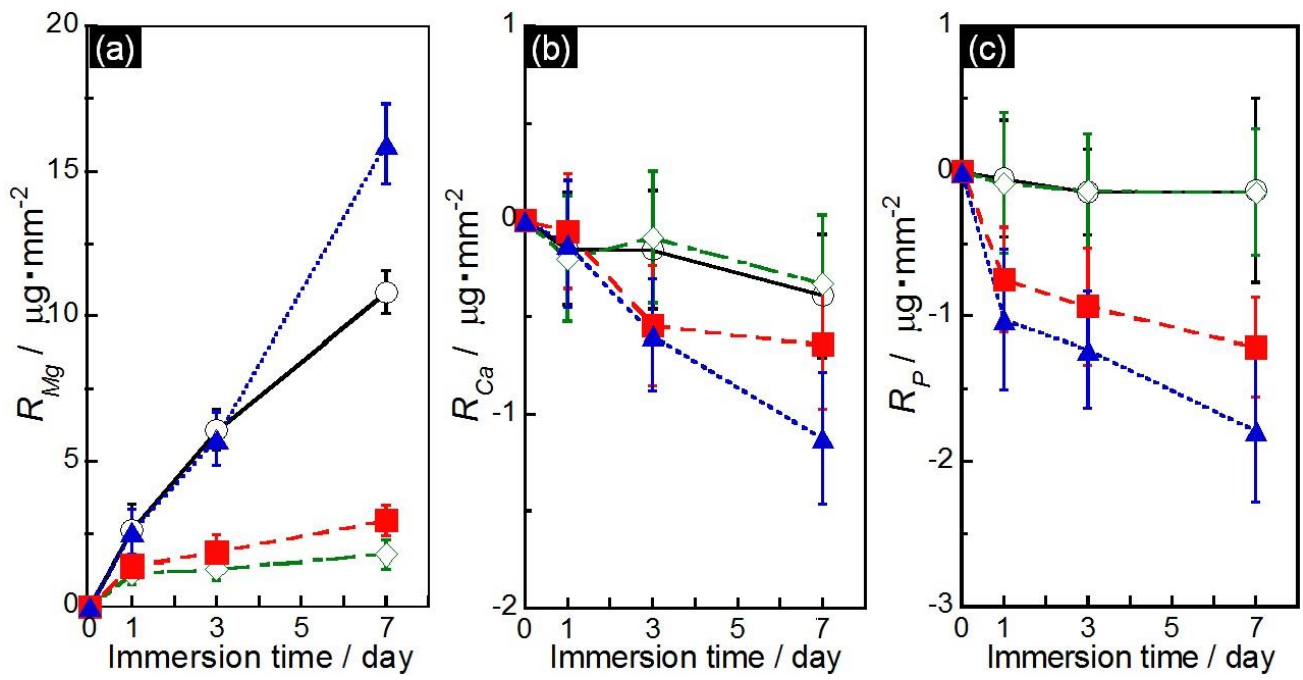 (a)
20
15
10
5
0
R_Mg / μg·mm⁻²
0 1 3 5 7
Immersion time / day
(b)
1
0
-1
-2
R_Ca / μg·mm⁻²
0 1 3 5 7
Immersion time / day
(c)
1
0
-1
-2
-3
R_P / μg·mm⁻²
0 1 3 5 7
Immersion time / day